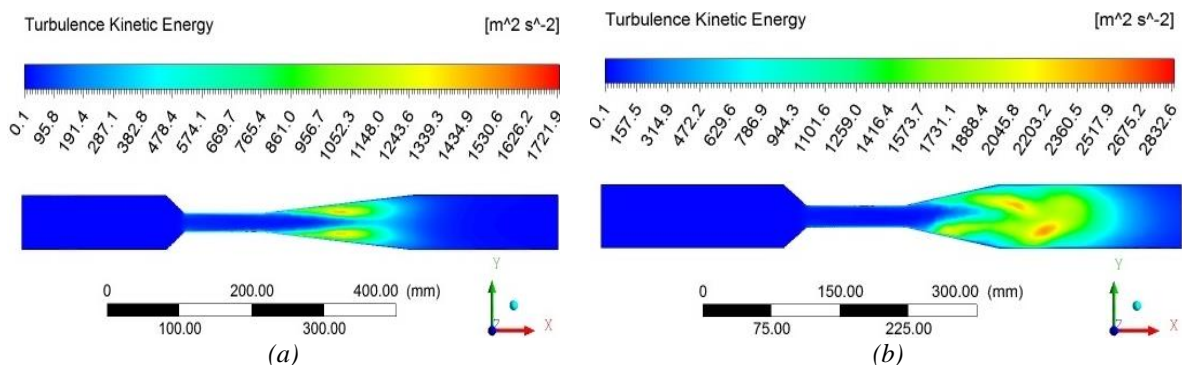 Turbulence Kinetic Energy [m^2 s^-2]
0.1 95.8 191.4 287.1 382.8 478.4 574.1 669.7 765.4 861.0 956.7 1052.3 1148.0 1243.6 1339.3 1434.9 1530.6 1626.2 1721.9
0 200.00 400.00 (mm)
100.00 300.00
Y
Z X
(a)
Turbulence Kinetic Energy [m^2 s^-2]
0.1 157.5 314.9 472.2 629.6 786.9 944.3 1101.6 1259.0 1416.4 1573.7 1731.1 1888.4 2045.8 2203.2 2360.5 2517.9 2675.2 2832.6
0 150.00 300.00 (mm)
75.00 225.00
Y
Z X
(b)